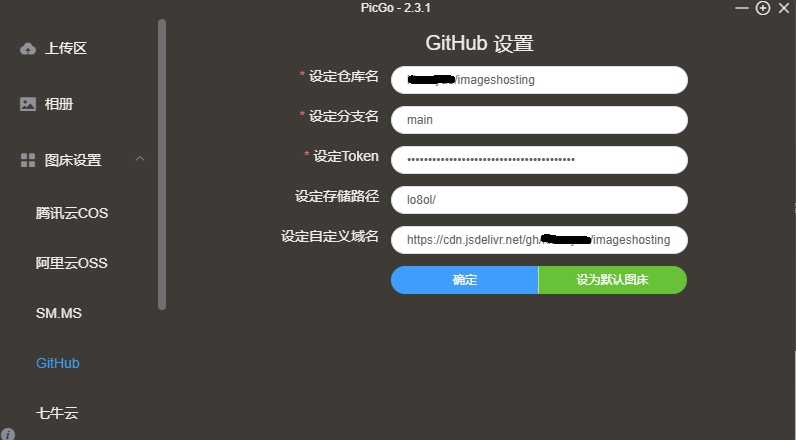 PicGo - 2.3.1
上传区
相册
图床设置
腾讯云COS
阿里云OSS
SM.MS
GitHub
七牛云
GitHub 设置
* 设定仓库名
/imageshosting
* 设定分支名
main
* 设定Token
••••••••••••••••••••••••••••••••••••••••
设定存储路径
lo8ol/
设定自定义域名
https://cdn.jsdelivr.net/gh/ /imageshosting
确定
设为默认图床